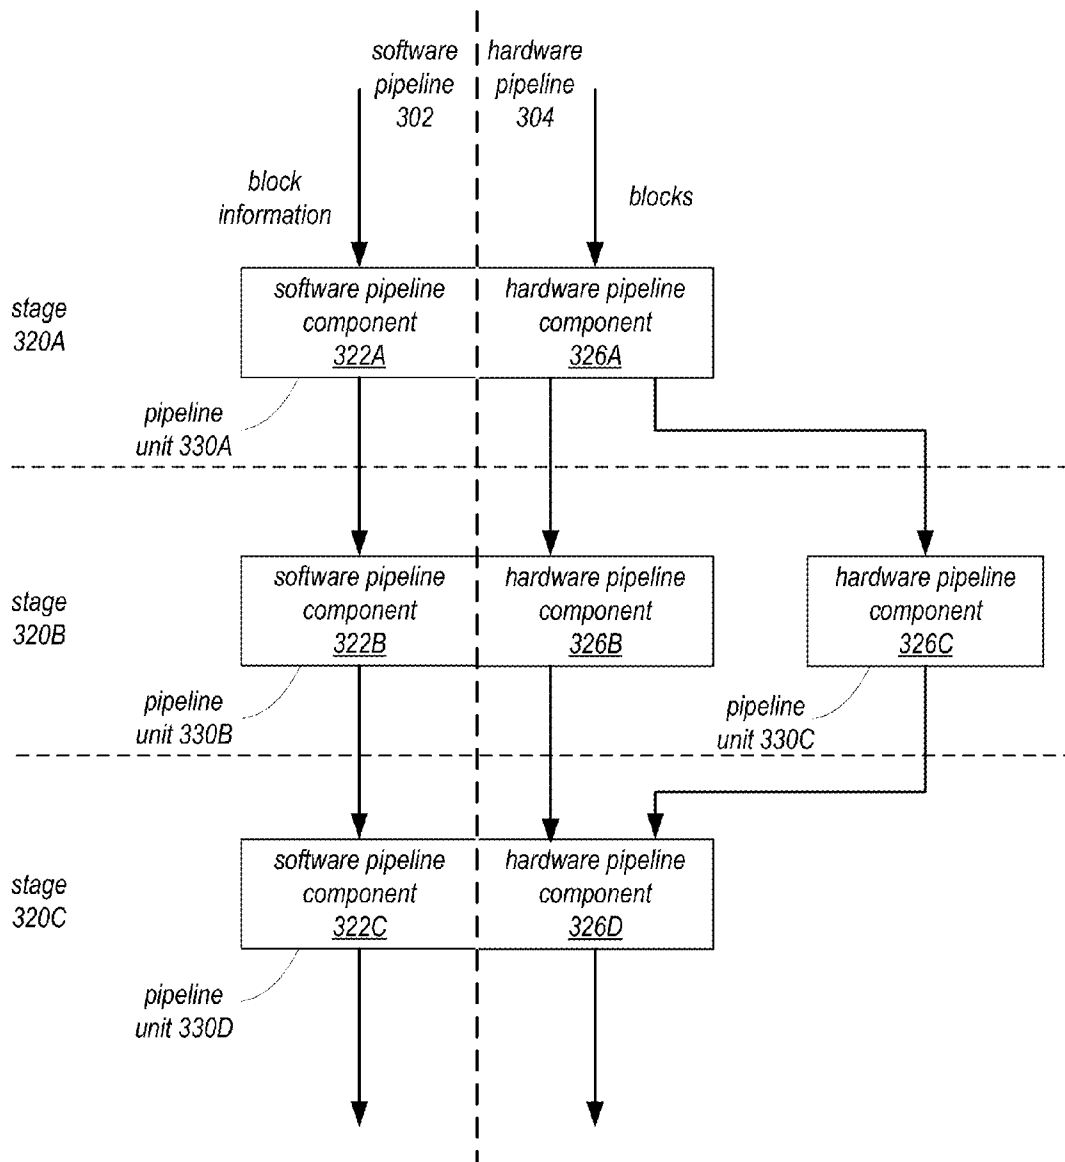 software
pipeline
302
hardware
pipeline
304
block
information
blocks
stage
320A
software pipeline
component
322A
hardware pipeline
component
326A
pipeline
unit 330A
stage
320B
software pipeline
component
322B
hardware pipeline
component
326B
hardware pipeline
component
326C
pipeline
unit 330B
pipeline
unit 330C
stage
320C
software pipeline
component
322C
hardware pipeline
component
326D
pipeline
unit 330D